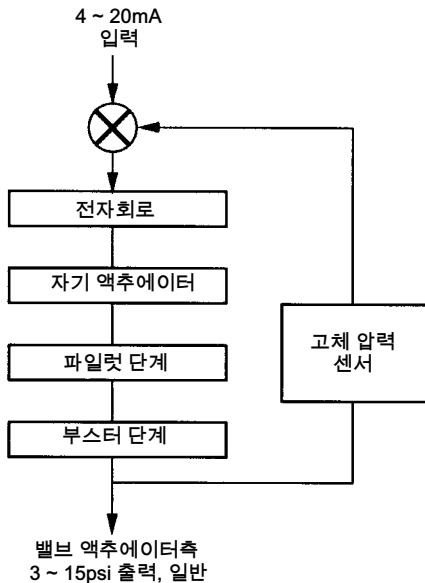 4 ~ 20mA
입력
전자회로
자기 액추에이터
파일럿 단계
고체 압력
센서
부스터 단계
밸브 액추에이터측
3 ~ 15psi 출력, 일반